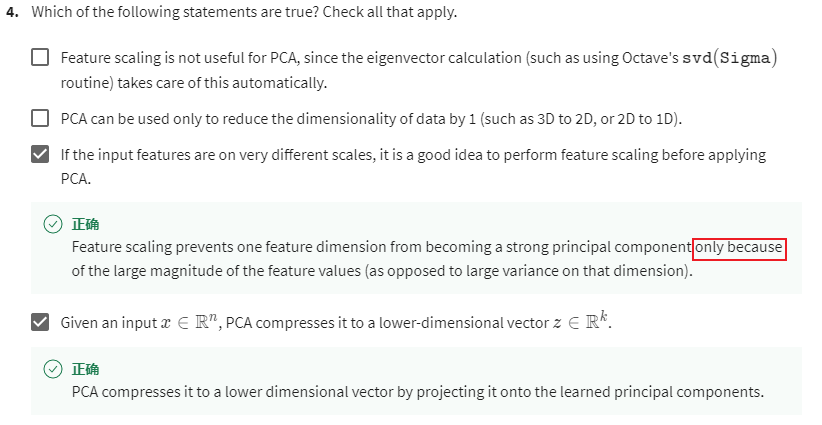 4. Which of the following statements are true? Check all that apply.
Feature scaling is not useful for PCA, since the eigenvector calculation (such as using Octave's svd(Sigma)
routine) takes care of this automatically.
PCA can be used only to reduce the dimensionality of data by 1 (such as 3D to 2D, or 2D to 1D).
If the input features are on very different scales, it is a good idea to perform feature scaling before applying
PCA.
正确
Feature scaling prevents one feature dimension from becoming a strong principal component only because
of the large magnitude of the feature values (as opposed to large variance on that dimension).
Given an input x ∈ ℝⁿ, PCA compresses it to a lower-dimensional vector z ∈ ℝᵏ.
正确
PCA compresses it to a lower dimensional vector by projecting it onto the learned principal components.